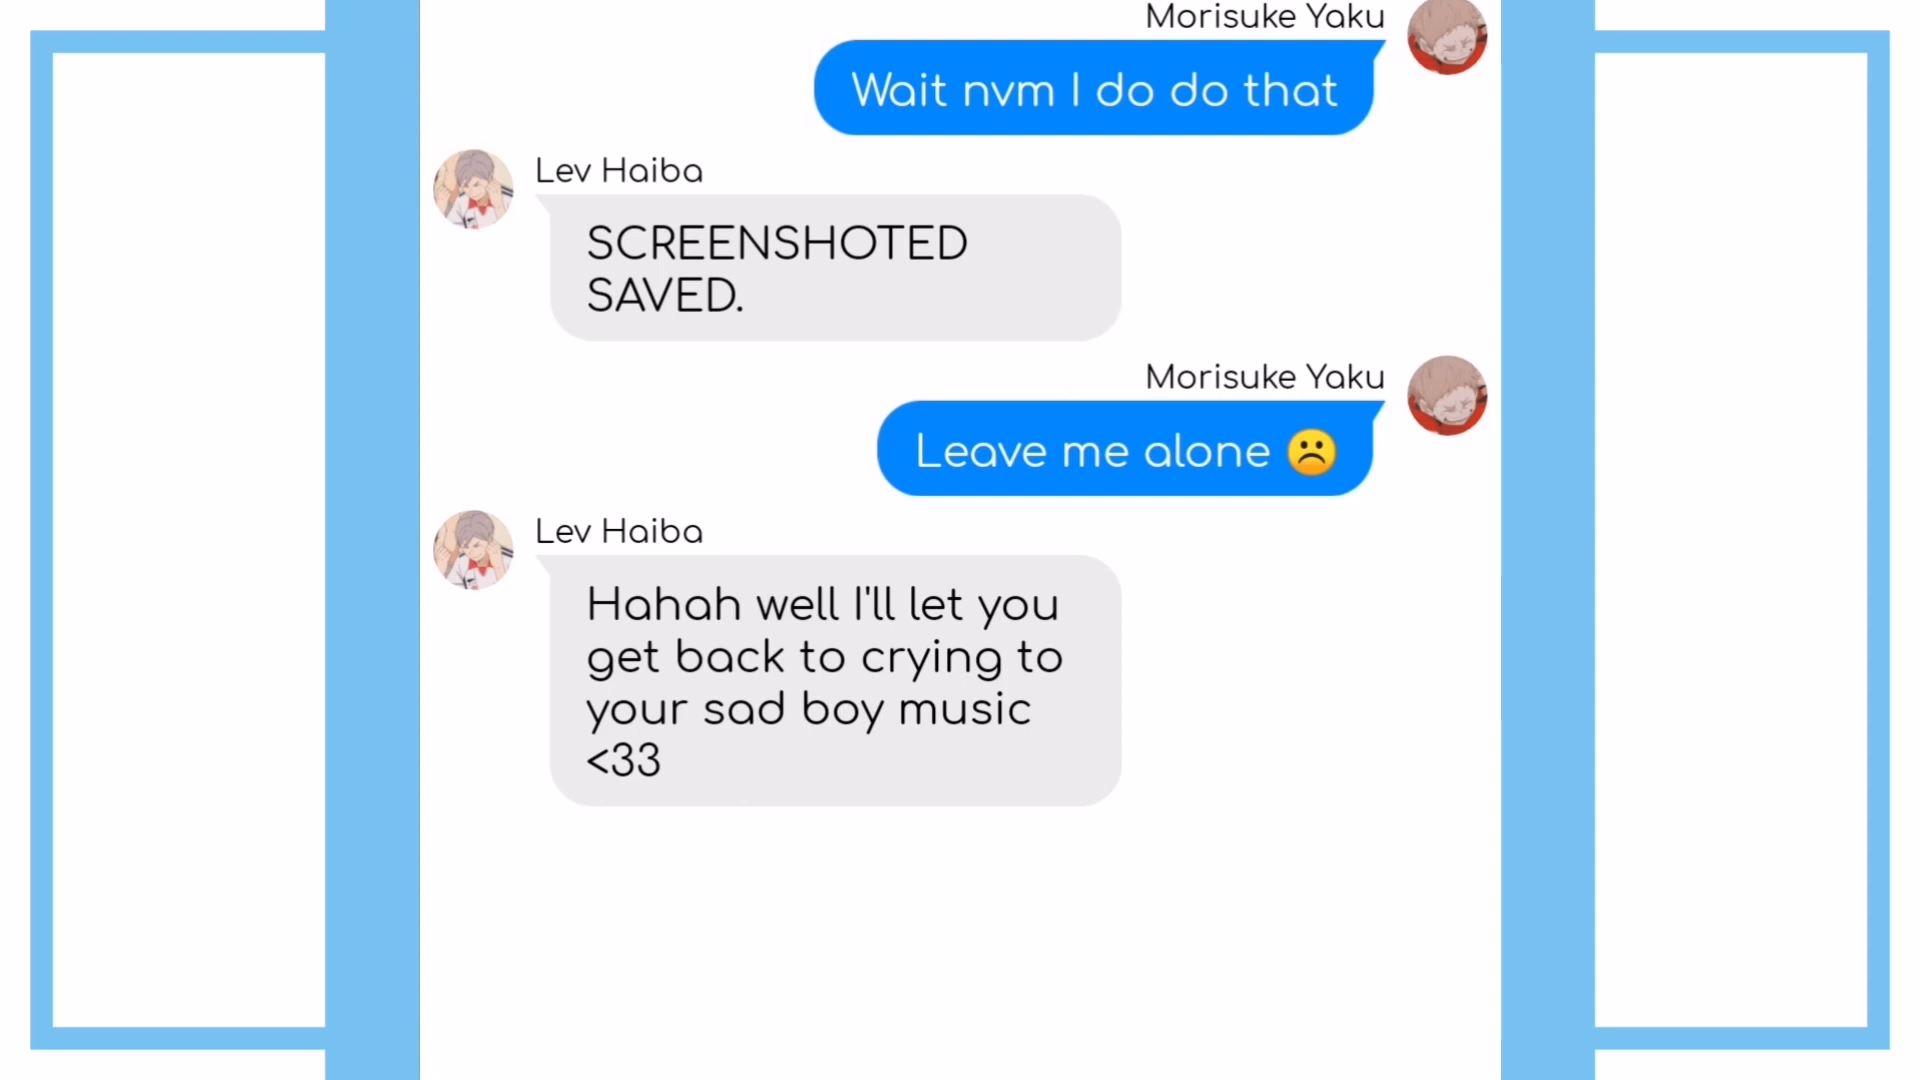 Morisuke Yaku
Wait nvm I do do that
Lev Haiba
SCREENSHOTED
SAVED.
Morisuke Yaku
Leave me alone ☹️
Lev Haiba
Hahah well I'll let you
get back to crying to
your sad boy music
<33